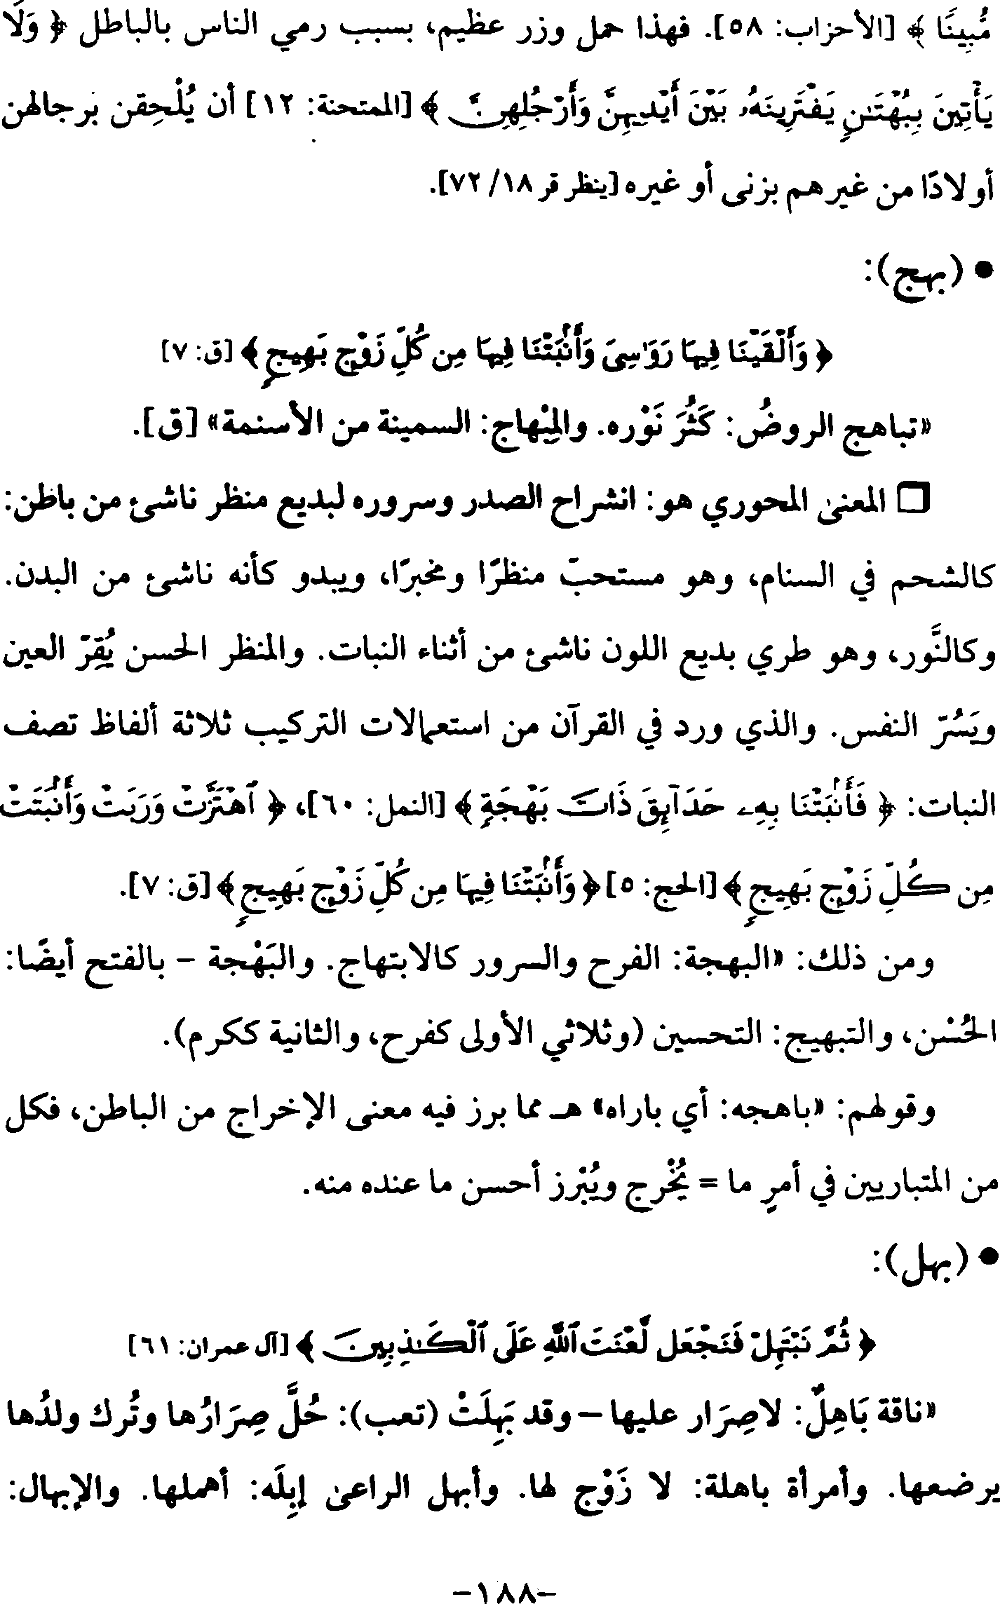 مُّبِينًا ﴾ [الأحزاب: ٥٨]. فهذا حمل وزر عظيم، بسبب رمي الناس بالباطل ﴿ وَلَا
يَأْتِينَ بِبُهْتَـٰنٍ يَفْتَرِينَهُۥ بَيْنَ أَيْدِيهِنَّ وَأَرْجُلِهِنَّ ﴾ [الممتحنة: ١٢] أن يُلْحِقن برجالهن
أولادًا من غيرهم بزنى أو غيره [ينظر قر ١٨/ ٧٢].
• (بهج):
﴿ وَأَلْقَيْنَا فِيهَا رَوَٰسِىَ وَأَنۢبَتْنَا فِيهَا مِن كُلِّ زَوْجٍۭ بَهِيجٍ ﴾ [ق: ٧]
«تباهج الروضُ: كَثُرَ نَوْره. والمِبْهاج: السمينة من الأسنمة» [ق].
□ المعنى المحوري هو: انشراح الصدر وسروره لبديع منظر ناشئ من باطن:
كالشحم في السنام، وهو مستحبّ منظرًا ومخبرًا، ويبدو كأنه ناشئ من البدن.
وكالنَّور، وهو طري بديع اللون ناشئ من أثناء النبات. والمنظر الحسن يُقِرّ العين
ويَسُرّ النفس. والذي ورد في القرآن من استعمالات التركيب ثلاثة ألفاظ تصف
النبات: ﴿ فَأَنۢبَتْنَا بِهِۦ حَدَآئِقَ ذَاتَ بَهْجَةٍ ﴾ [النمل: ٦٠]، ﴿ ٱهْتَزَّتْ وَرَبَتْ وَأَنۢبَتَتْ
مِن كُلِّ زَوْجٍۭ بَهِيجٍ ﴾ [الحج: ٥] ﴿ وَأَنۢبَتْنَا فِيهَا مِن كُلِّ زَوْجٍۭ بَهِيجٍ ﴾ [ق: ٧].
ومن ذلك: «البهجة: الفرح والسرور كالابتهاج. والبَهْجة - بالفتح أيضًا:
الحُسْن، والتبهيج: التحسين (وثلاثي الأولى كفرح، والثانية ككرم).
وقولهم: «باهجه: أي باراه» هـ مما برز فيه معنى الإخراج من الباطن، فكل
من المتباريين في أمرٍ ما = يُخْرج ويُبْرز أحسن ما عنده منه.
• (بهل):
﴿ ثُمَّ نَبْتَهِلْ فَنَجْعَل لَّعْنَتَ ٱللَّهِ عَلَى ٱلْكَـٰذِبِينَ ﴾ [آل عمران: ٦١]
«ناقة بَاهِلٌ: لاصِرَار عليها – وقد بَهِلَتْ (تعب): حُلَّ صِرَارُها وتُرك ولدُها
يرضعها. وأمرأة باهلة: لا زَوْج لها. وأبهل الراعى إبِلَه: أهملها. والإبهال:
-١٨٨-